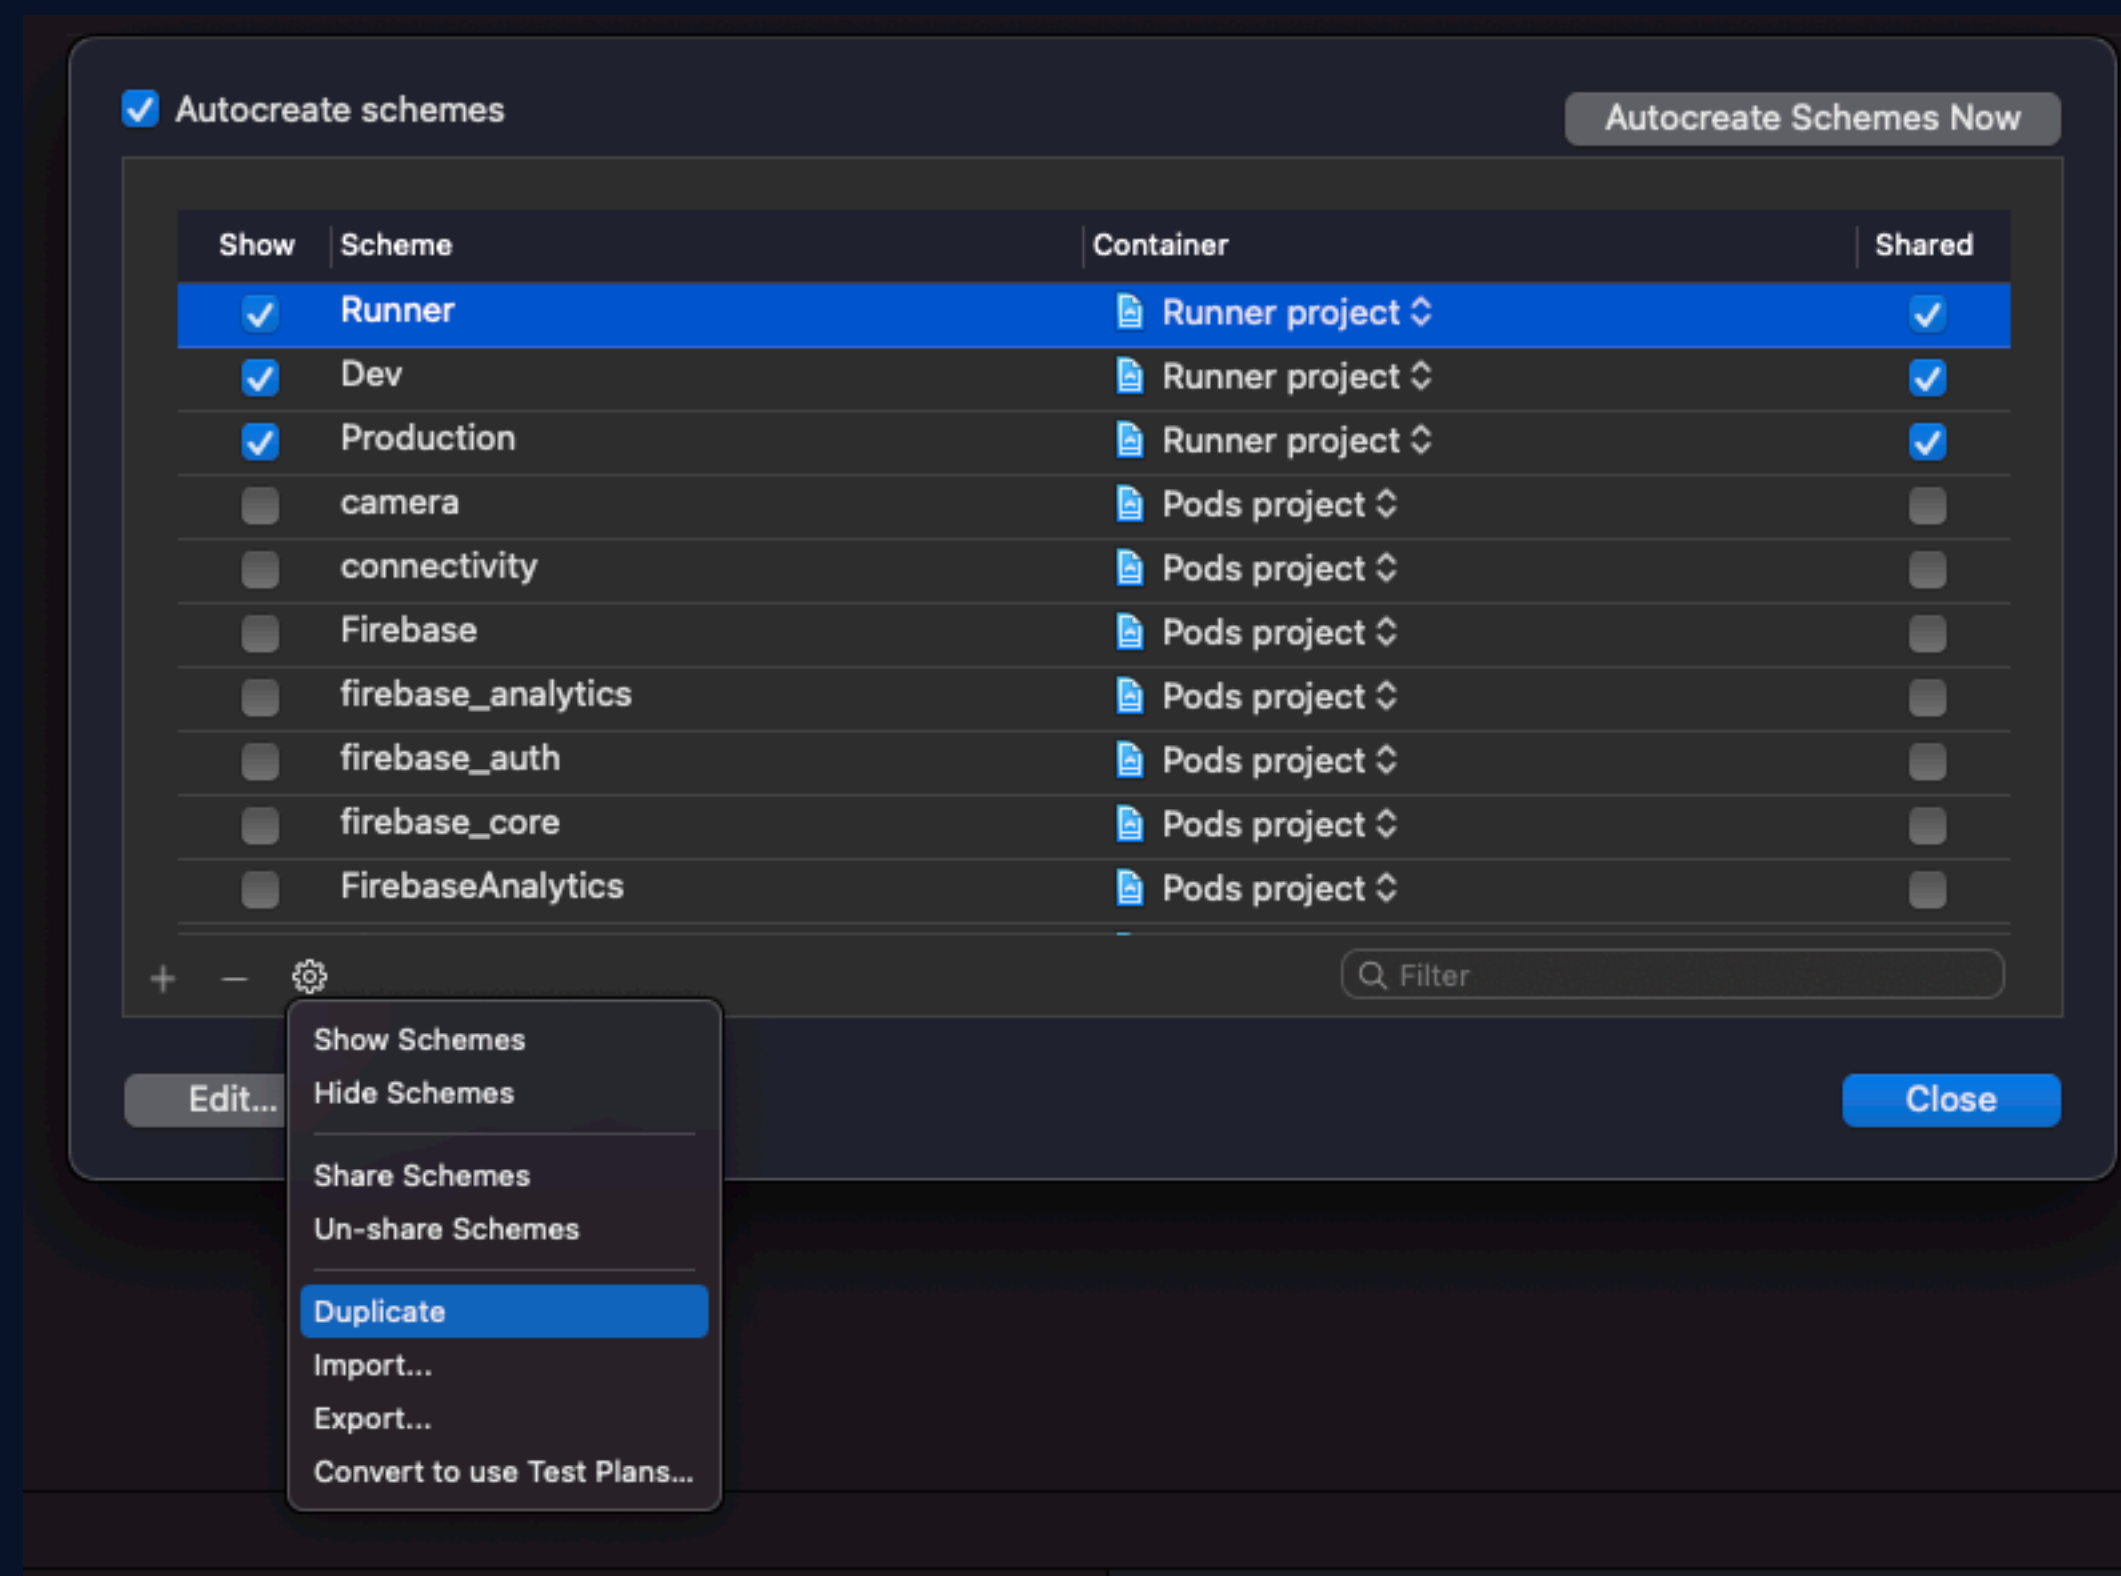 Autocreate schemes
Autocreate Schemes Now
Show Scheme Container Shared
Runner Runner project
Dev Runner project
Production Runner project
camera Pods project
connectivity Pods project
Firebase Pods project
firebase_analytics Pods project
firebase_auth Pods project
firebase_core Pods project
FirebaseAnalytics Pods project
+ − Filter
Edit...
Close
Show Schemes
Hide Schemes
Share Schemes
Un-share Schemes
Duplicate
Import...
Export...
Convert to use Test Plans...